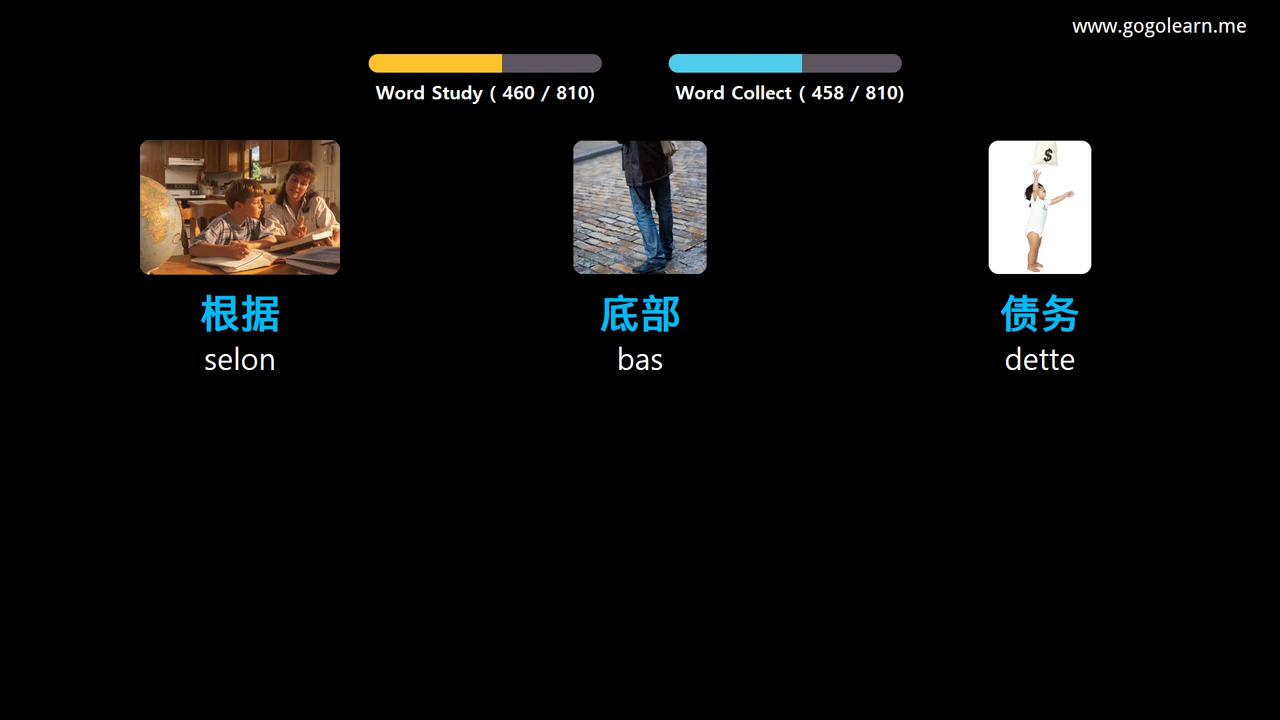 www.gogolearn.me
Word Study ( 460 / 810)
Word Collect ( 458 / 810)
$
根据
底部
债务
selon
bas
dette